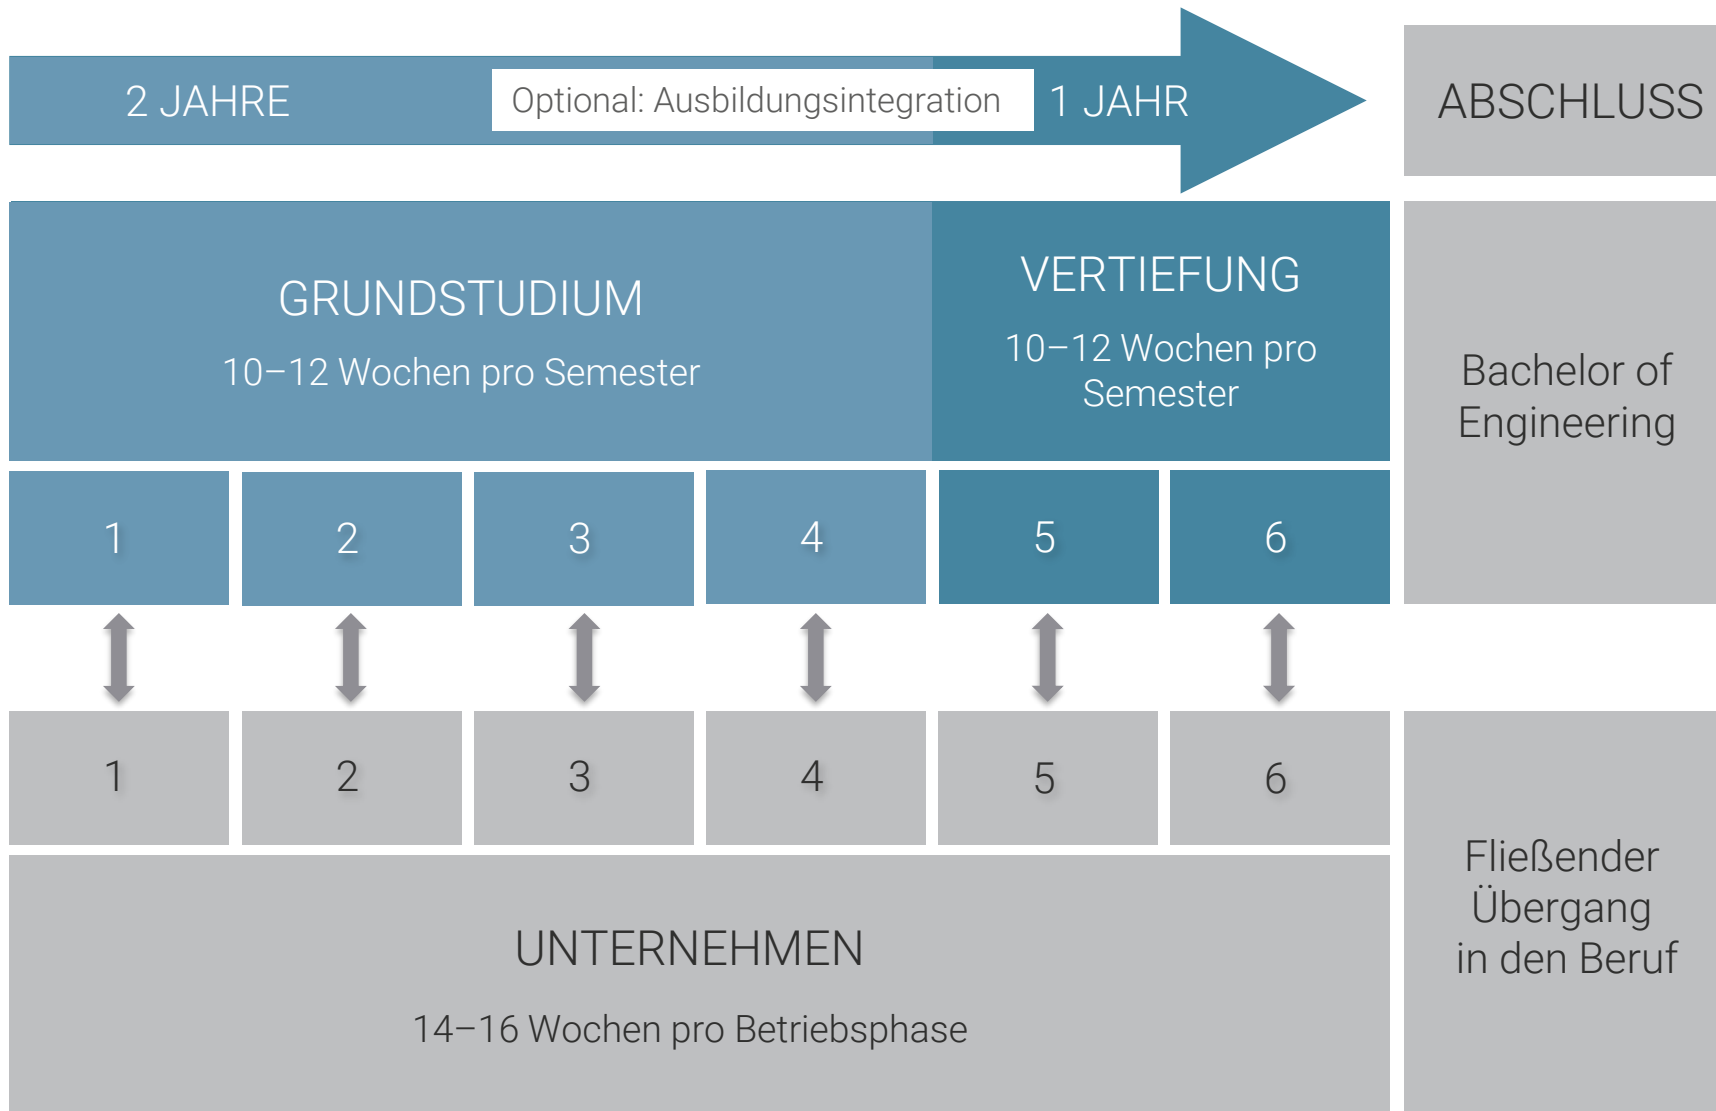 2 JAHRE
Optional: Ausbildungsintegration
1 JAHR
ABSCHLUSS
GRUNDSTUDIUM
10–12 Wochen pro Semester
VERTIEFUNG
10–12 Wochen pro
Semester
Bachelor of
Engineering
1
2
3
4
5
6
1
2
3
4
5
6
UNTERNEHMEN
14–16 Wochen pro Betriebsphase
Fließender
Übergang
in den Beruf